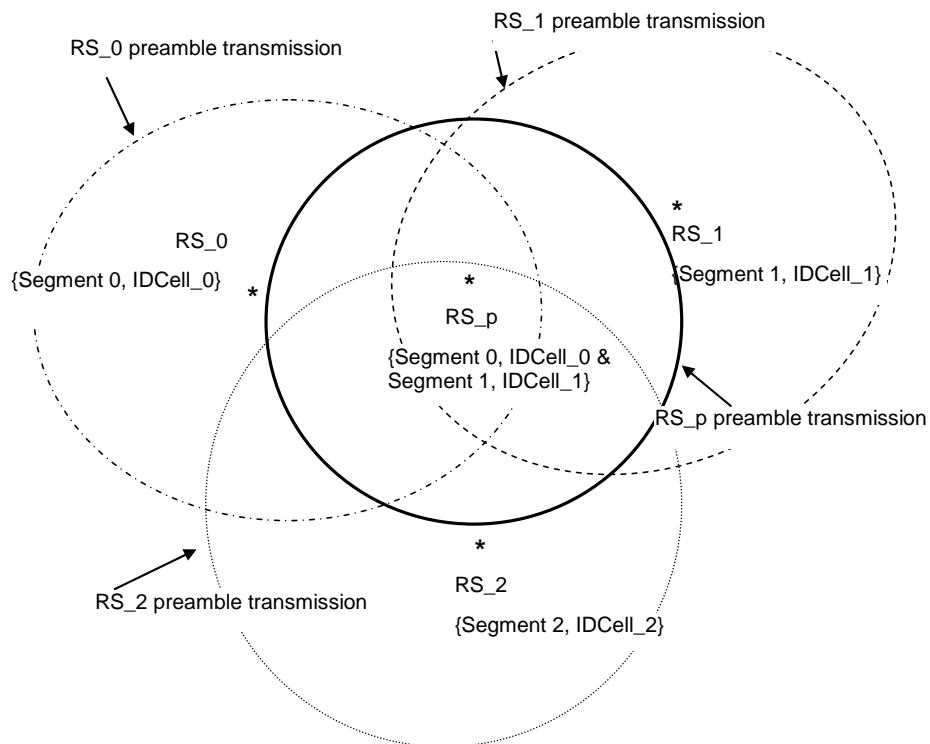 RS_1 preamble transmission
RS_0 preamble transmission
*
RS_0
RS_1
{Segment 0, IDCell_0}
{Segment 1, IDCell_1}
*
*
RS_p
{Segment 0, IDCell_0 &
Segment 1, IDCell_1}
RS_p preamble transmission
*
RS_2
RS_2 preamble transmission
{Segment 2, IDCell_2}